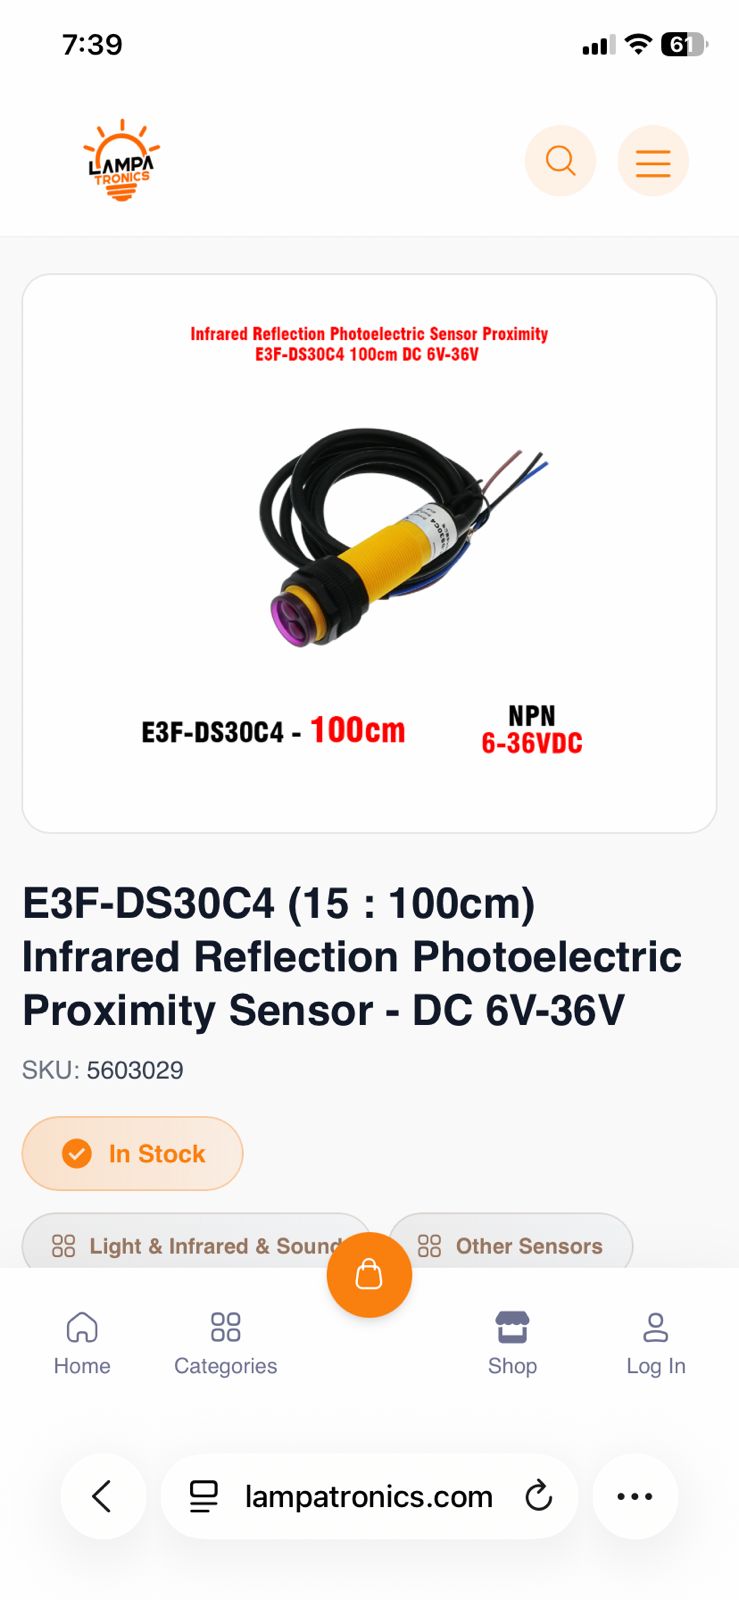 7:39
61
LAMPA
TRONICS
Infrared Reflection Photoelectric Sensor Proximity
E3F-DS30C4 100cm DC 6V-36V
E3F-DS30C4 - 100cm
NPN
6-36VDC
E3F-DS30C4 (15 : 100cm)
Infrared Reflection Photoelectric
Proximity Sensor - DC 6V-36V
SKU: 5603029
In Stock
Light & Infrared & Sound
Other Sensors
Home
Categories
Shop
Log In
lampatronics.com